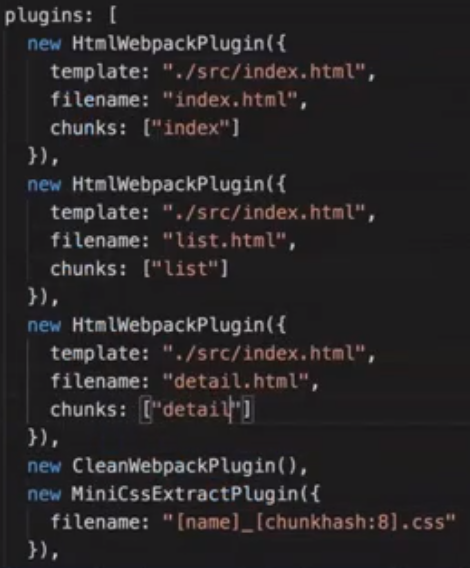 plugins: [
new HtmlWebpackPlugin({
template: "./src/index.html",
filename: "index.html",
chunks: ["index"]
}),
new HtmlWebpackPlugin({
template: "./src/index.html",
filename: "list.html",
chunks: ["list"]
}),
new HtmlWebpackPlugin({
template: "./src/index.html",
filename: "detail.html",
chunks: ["detail"]
}),
new CleanWebpackPlugin(),
new MiniCssExtractPlugin({
filename: "[name]_[chunkhash:8].css"
}),